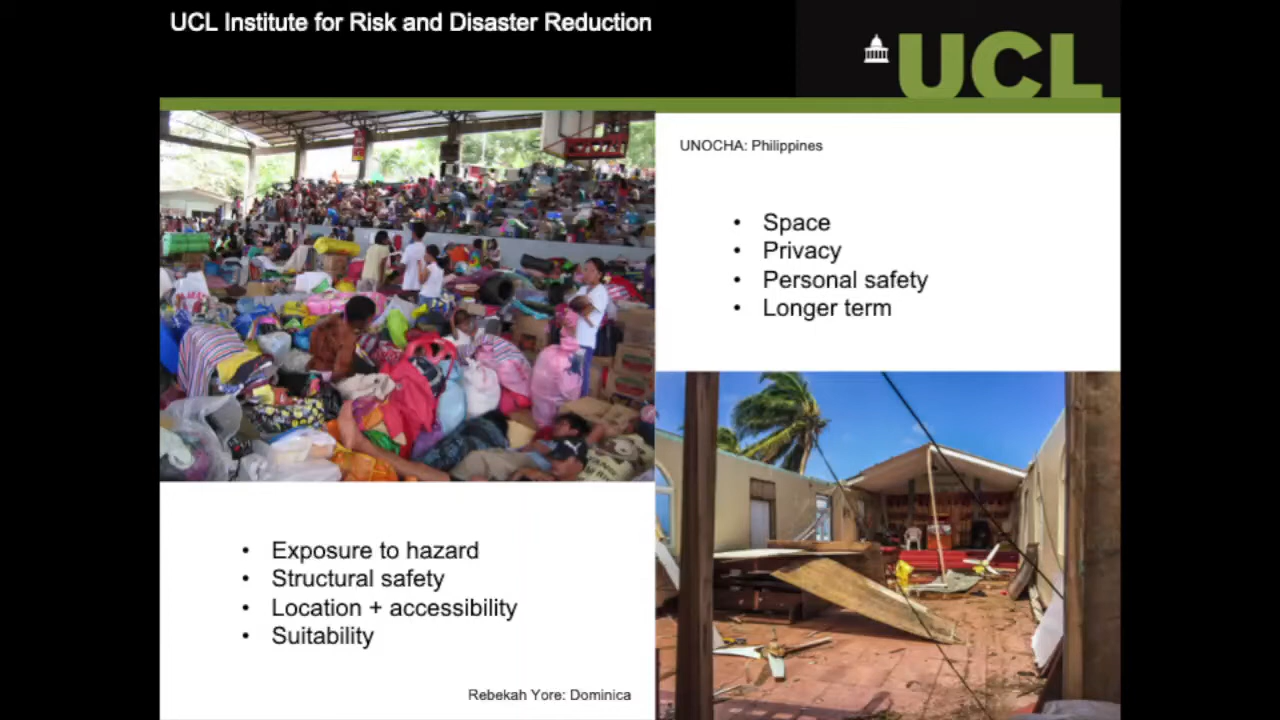 UCL Institute for Risk and Disaster Reduction
UCL
UNOCHA: Philippines
• Space
• Privacy
• Personal safety
• Longer term
• Exposure to hazard
• Structural safety
• Location + accessibility
• Suitability
Rebekah Yore: Dominica